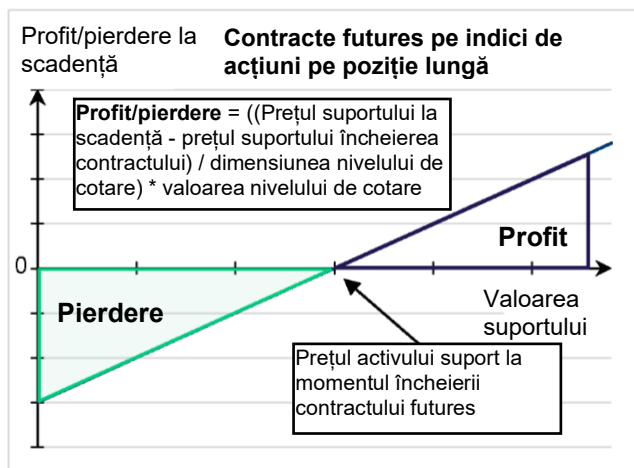 Profit/pierdere la
scadență
Contracte futures pe indici de
acțiuni pe poziție lungă
Profit/pierdere = ((Prețul suportului la
scadență - prețul suportului încheierea
contractului) / dimensiunea nivelului de
cotare) * valoarea nivelului de cotare
0
Profit
Pierdere
Valoarea
suportului
Prețul activului suport la
momentul încheierii
contractului futures